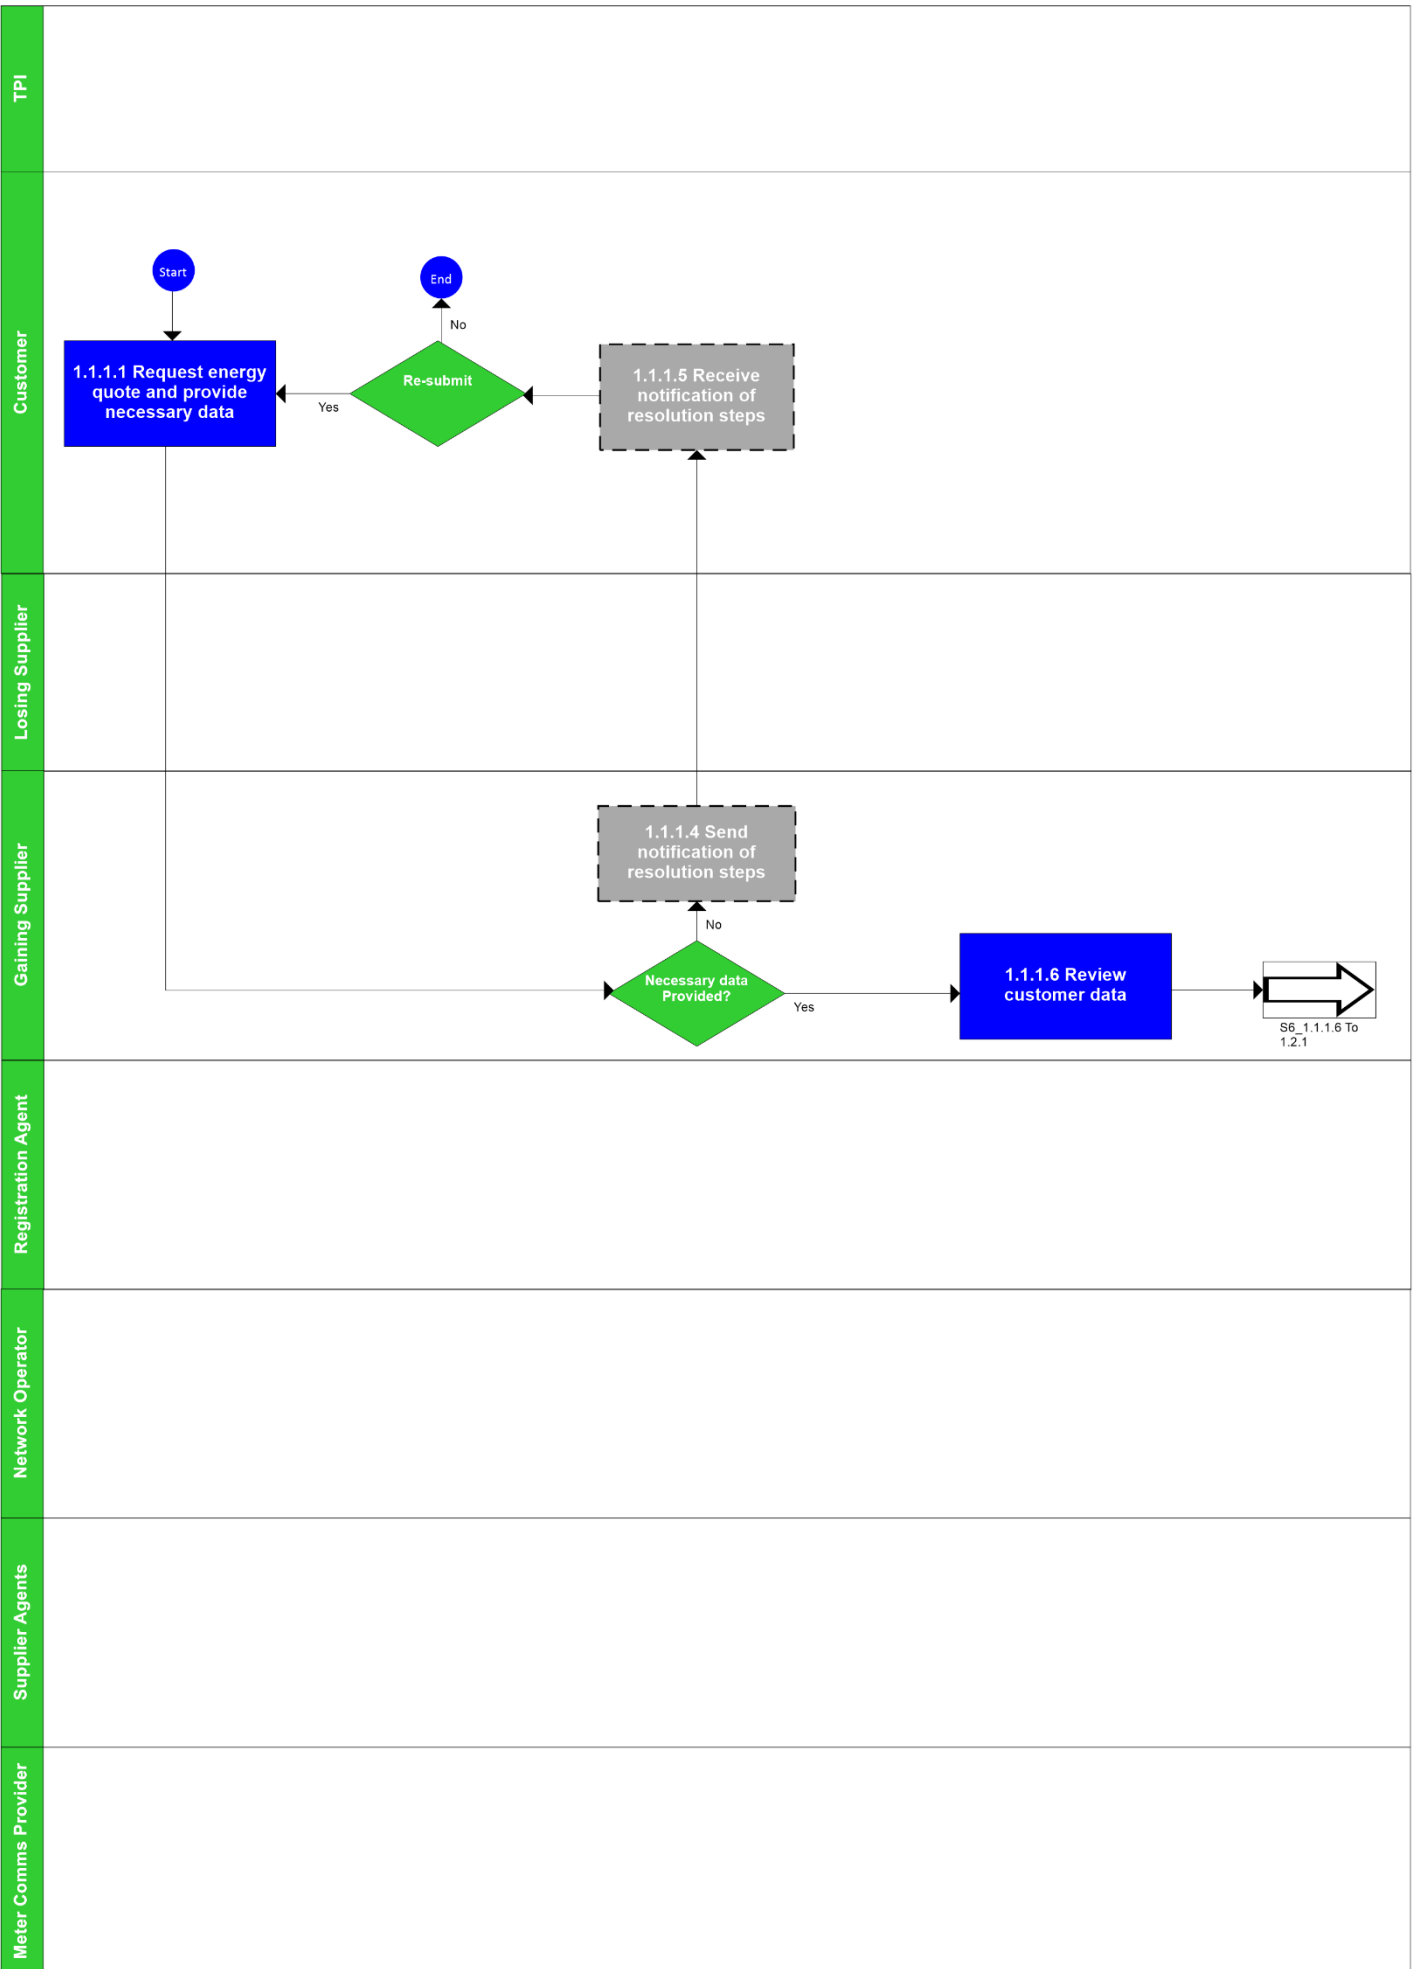 TPI
Customer
Start
End
No
1.1.1.1 Request energy
quote and provide
necessary data
Yes
Re-submit
1.1.1.5 Receive
notification of
resolution steps
Losing Supplier
Gaining Supplier
1.1.1.4 Send
notification of
resolution steps
No
Necessary data
Provided?
Yes
1.1.1.6 Review
customer data
S6_1.1.1.6 To
1.2.1
Registration Agent
Network Operator
Supplier Agents
Meter Comms Provider